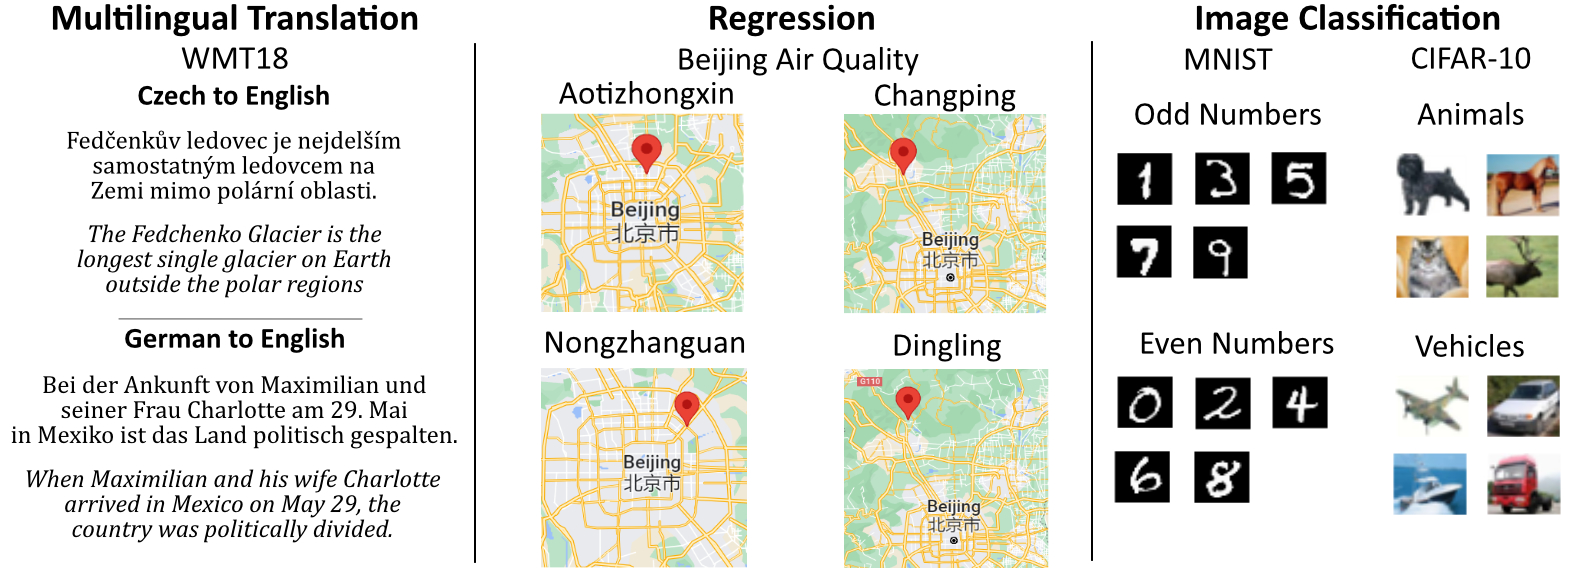 Multilingual Translation
WMT18
Czech to English
Fedčenkův ledovec je nejdelším
samostatným ledovcem na
Zemi mimo polární oblasti.
The Fedchenko Glacier is the
longest single glacier on Earth
outside the polar regions
German to English
Bei der Ankunft von Maximilian und
seiner Frau Charlotte am 29. Mai
in Mexiko ist das Land politisch gespalten.
When Maximilian and his wife Charlotte
arrived in Mexico on May 29, the
country was politically divided.
Regression
Beijing Air Quality
Aotizhongxin
Beijing
北京市
Changping
Beijing
北京市
Nongzhanguan
Beijing
北京市
Dingling
G110
Beijing
北京市
Image Classification
MNIST
Odd Numbers
1 3 5
7 9
Even Numbers
0 2 4
6 8
CIFAR-10
Animals
Vehicles